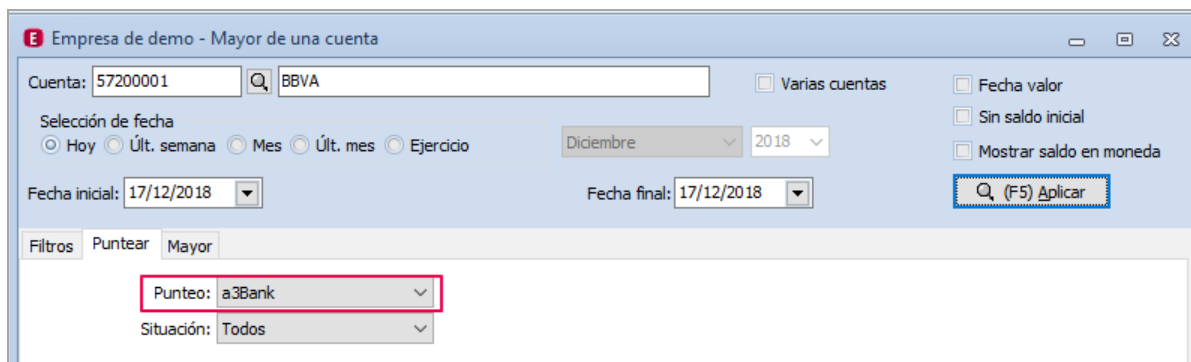 E Empresa de demo - Mayor de una cuenta
Cuenta: 57200001 BBVA Varias cuentas Fecha valor
Selección de fecha Sin saldo inicial
Hoy Últ. semana Mes Últ. mes Ejercicio Diciembre 2018 Mostrar saldo en moneda
Fecha inicial: 17/12/2018 Fecha final: 17/12/2018 (F5) Aplicar
Filtros Puntear Mayor
Punteo: a3Bank
Situación: Todos